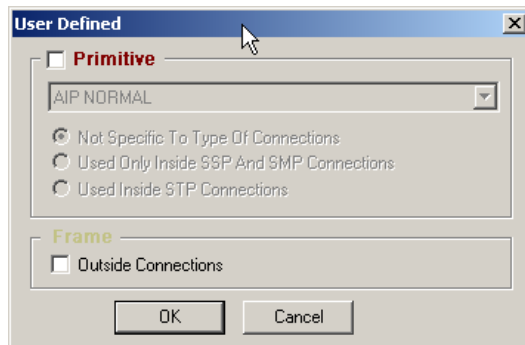 User Defined
Primitive
AIP NORMAL
Not Specific To Type Of Connections
Used Only Inside SSP And SMP Connections
Used Inside STP Connections
Frame
Outside Connections
OK Cancel